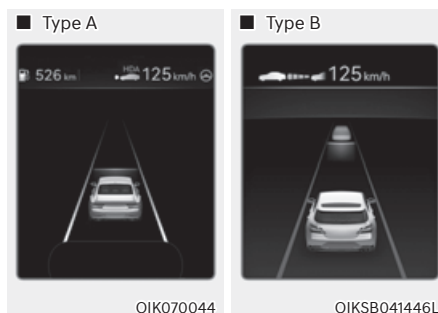 ■ Type A
■ Type B
526 km HDA 125 km/h
125 km/h
OIK070044
OIKSB041446L